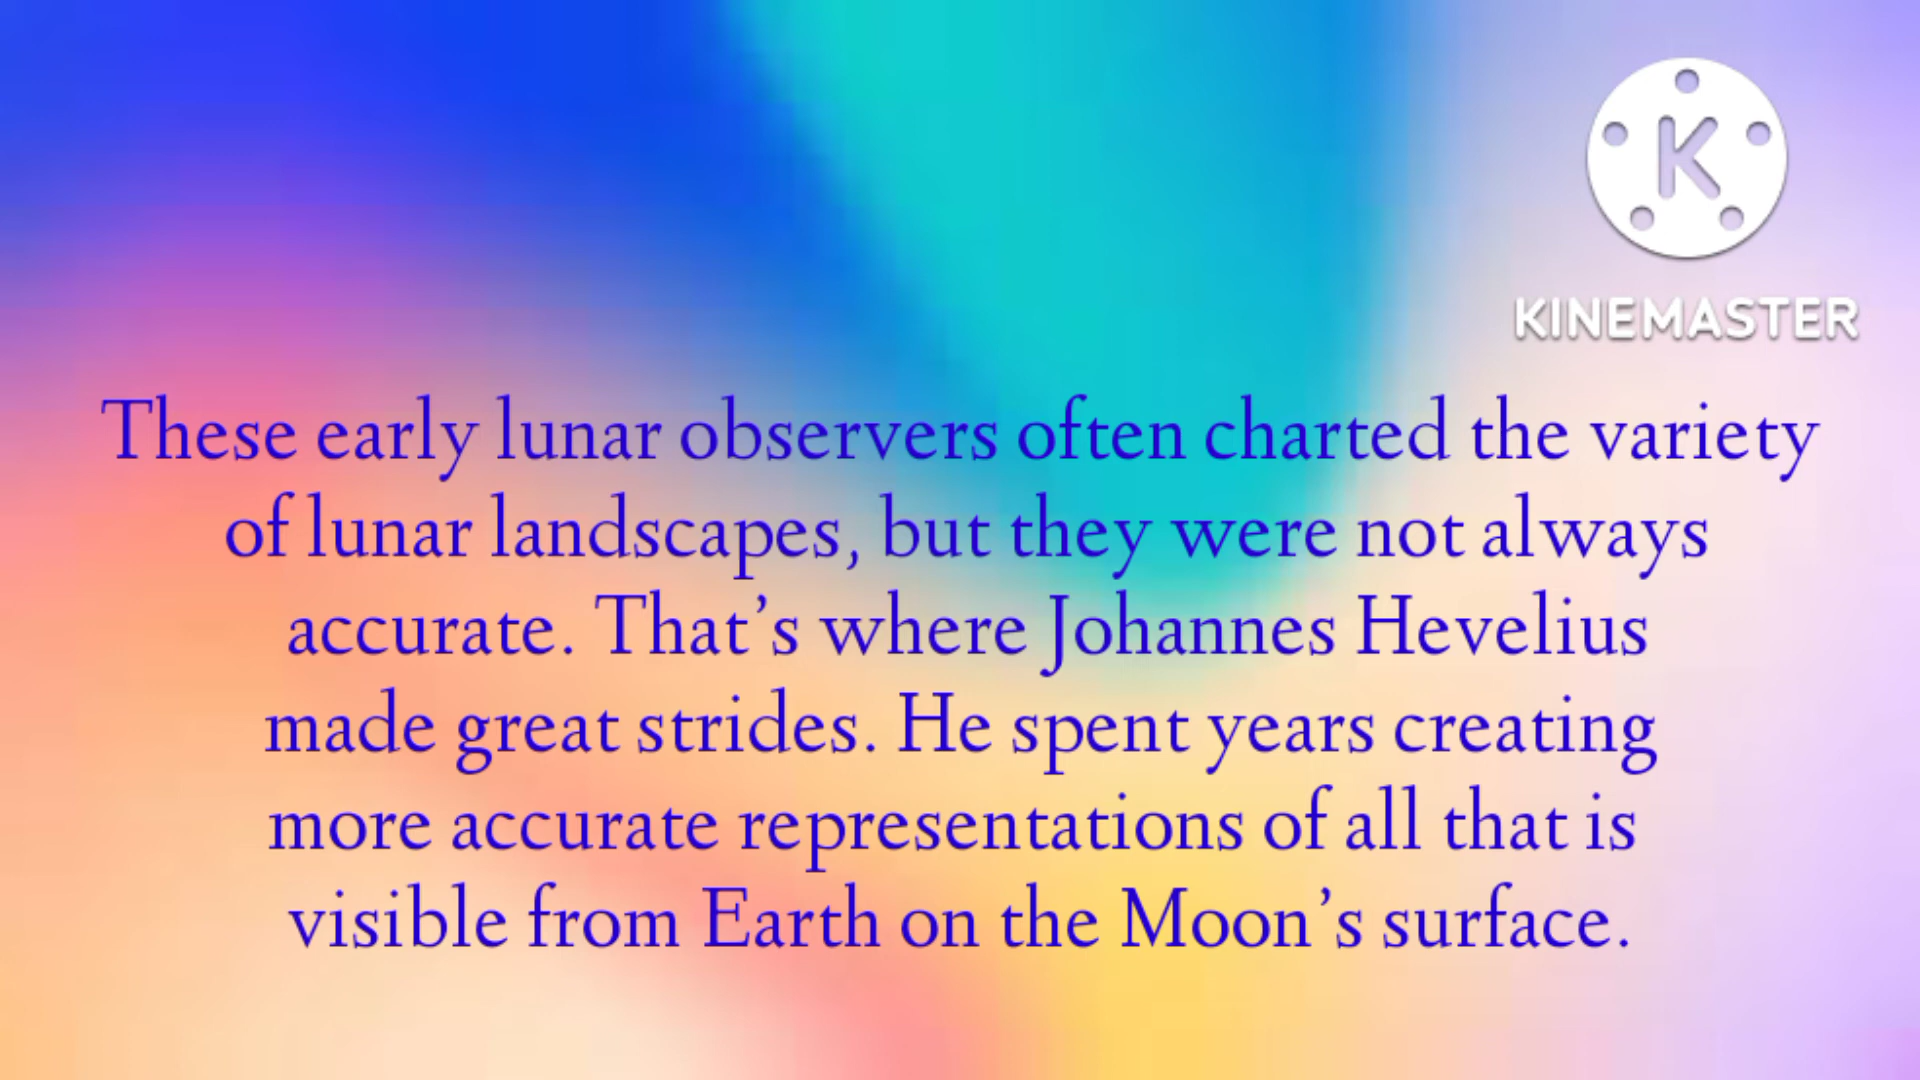 K
KINEMASTER
These early lunar observers often charted the variety
of lunar landscapes, but they were not always
accurate. That’s where Johannes Hevelius
made great strides. He spent years creating
more accurate representations of all that is
visible from Earth on the Moon’s surface.